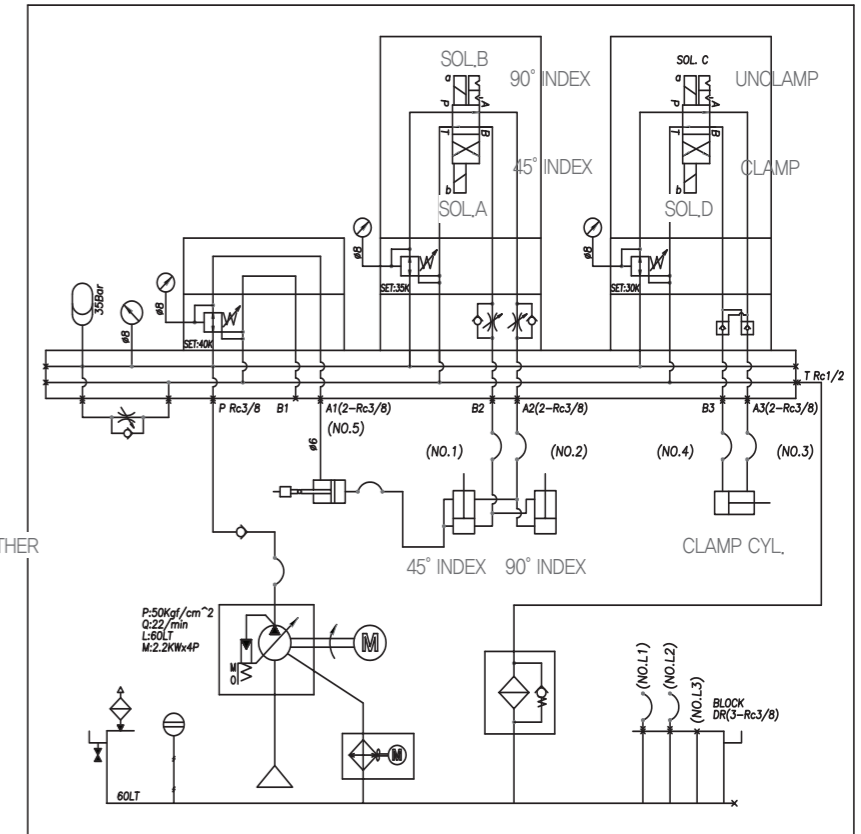 SOL.B
a
90° INDEX
P
A
T
B
45° INDEX
b
SOL.A
SOL. C
a
UNCLAMP
P
A
T
B
CLAMP
b
SOL.D
35Bar
ø8
ø8
SET:40K
ø8
SET:35K
ø8
SET:30K
T Rc1/2
P Rc3/8
B1
A1(2-Rc3/8)
B2
A2(2-Rc3/8)
B3
A3(2-Rc3/8)
(NO.5)
ø6
(NO.1)
(NO.2)
(NO.4)
(NO.3)
THER
45° INDEX
90° INDEX
CLAMP CYL.
P:50Kgf/cm^2
Q:22/min
L:60LT
M:2.2KWx4P
M
O
M
M
(NO.L1)
(NO.L2)
(NO.L3)
BLOCK
DR(3-Rc3/8)
60LT